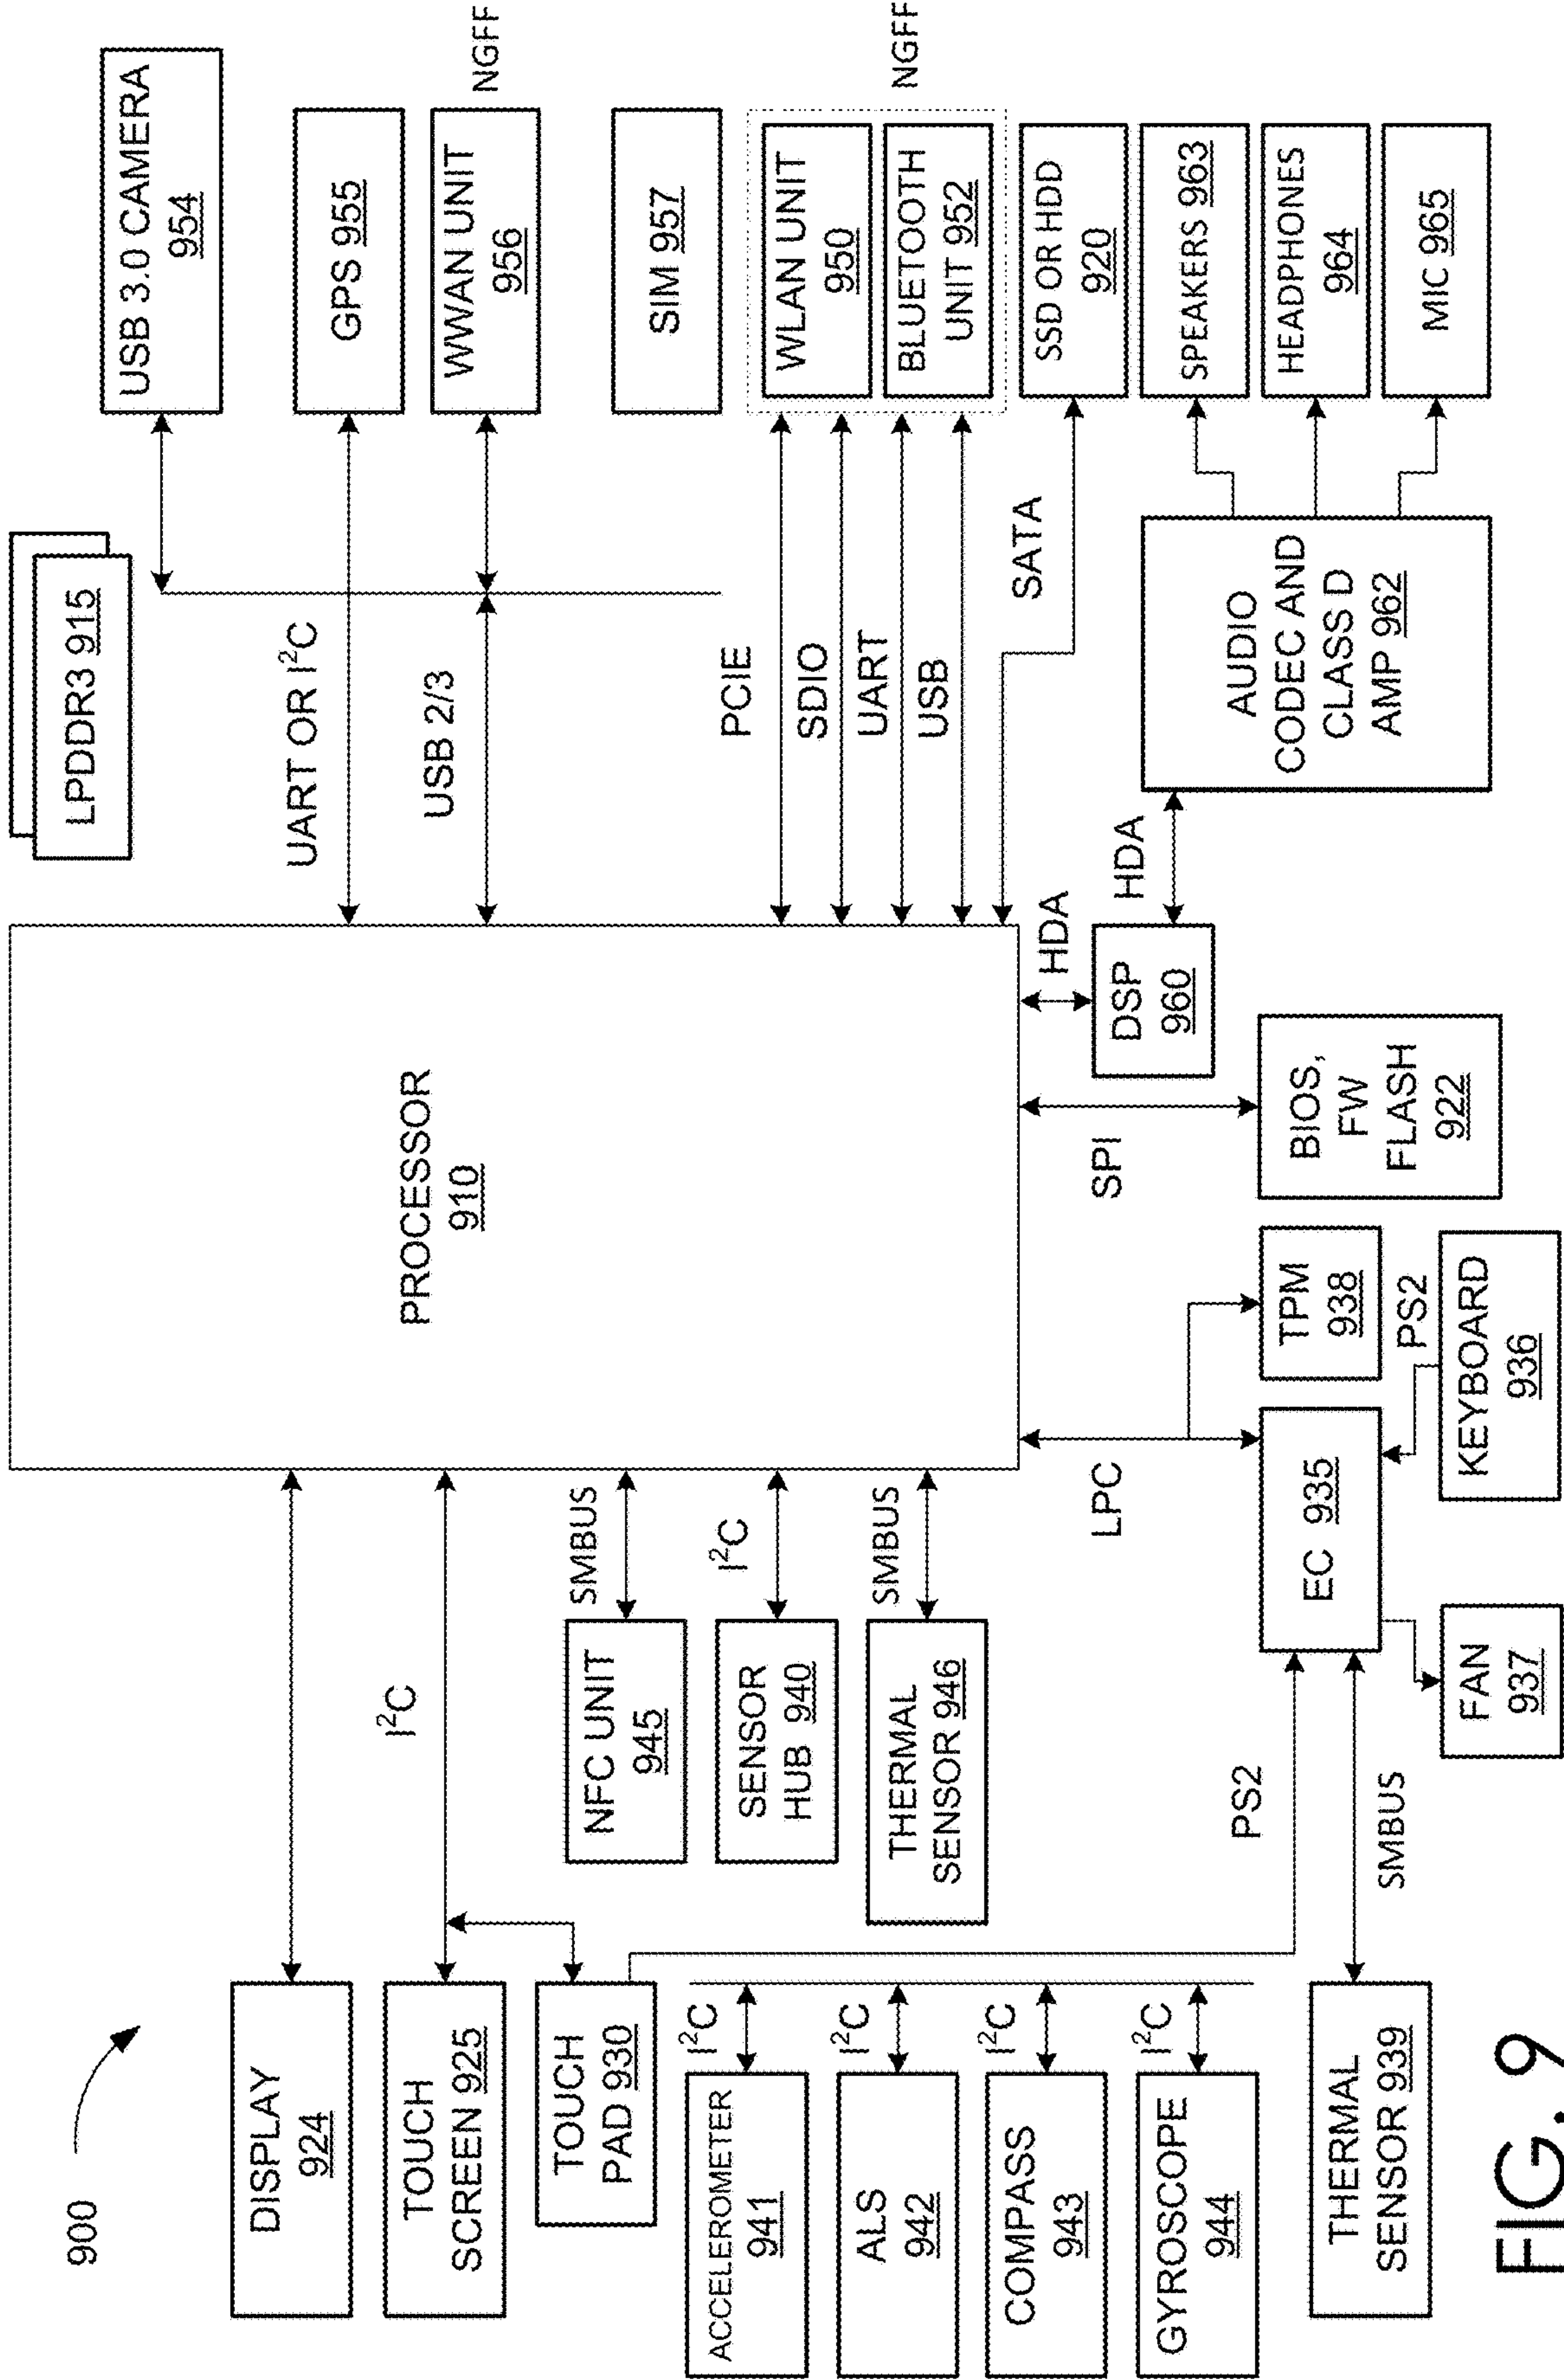 900
LPDDR3 915
PROCESSOR
910
DISPLAY
924
TOUCH
SCREEN 925
I²C
TOUCH
PAD 930
NFC UNIT
945
SMBUS
SENSOR
HUB 940
I²C
THERMAL
SENSOR 946
SMBUS
ACCELEROMETER
941
I²C
ALS
942
I²C
COMPASS
943
I²C
GYROSCOPE
944
I²C
THERMAL
SENSOR 939
SMBUS
PS2
LPC
EC 935
FAN
937
TPM
938
PS2
KEYBOARD
936
SPI
BIOS,
FW
FLASH
922
HDA
DSP
960
HDA
AUDIO
CODEC AND
CLASS D
AMP 962
UART OR I²C
USB 2/3
PCIE
SDIO
UART
USB
SATA
USB 3.0 CAMERA
954
GPS 955
WWAN UNIT
956
NGFF
SIM 957
WLAN UNIT
950
BLUETOOTH
UNIT 952
NGFF
SSD OR HDD
920
SPEAKERS 963
HEADPHONES
964
MIC 965
FIG. 9